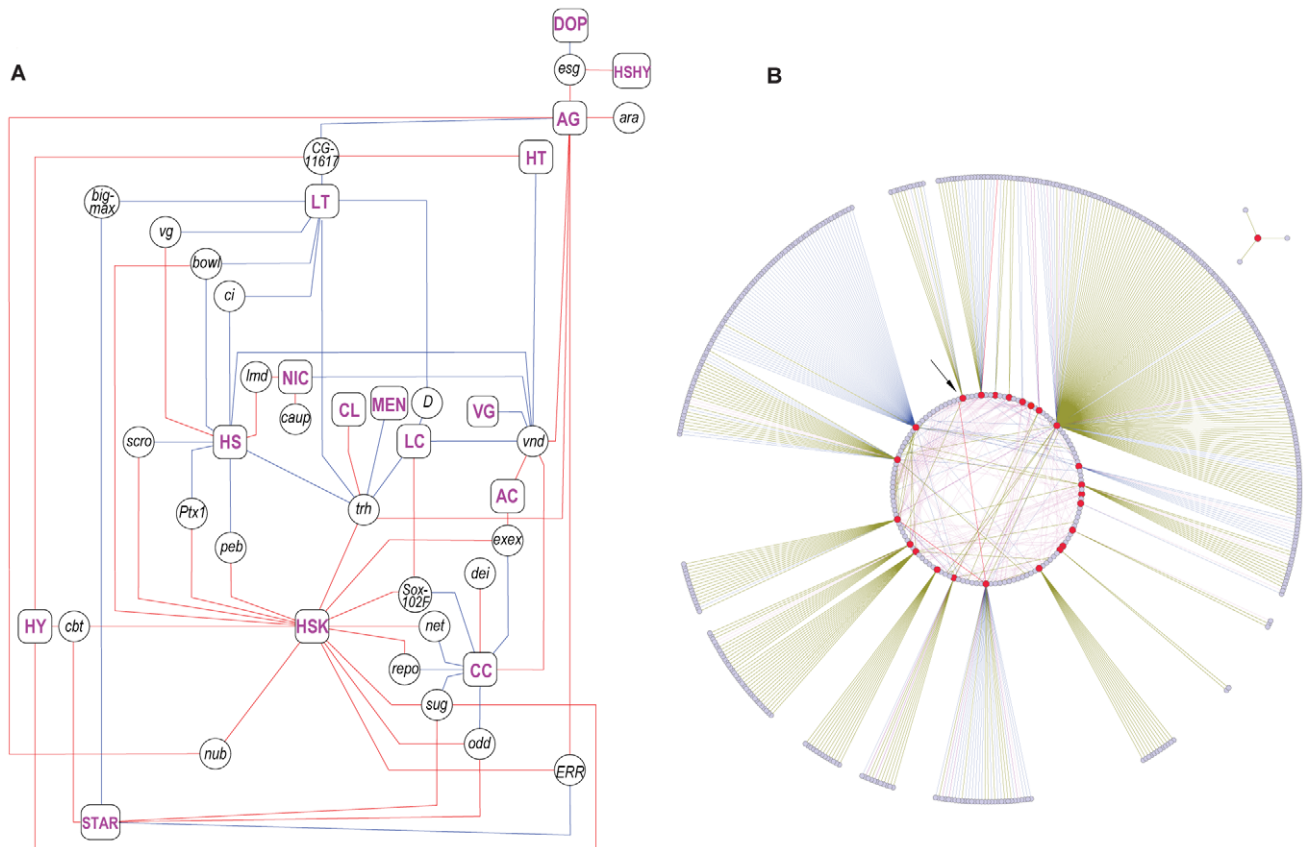 A
B
DOP
esg
HSHY
AG
ara
CG-
11617
HT
big-
max
LT
vg
bowl
ci
lmd
NIC
CL
MEN
D
VG
caup
scro
HS
LC
vnd
AC
Ptx1
trh
peb
exex
dei
Sox-
102F
HY
cbt
HSK
net
repo
CC
sug
nub
odd
ERR
STAR